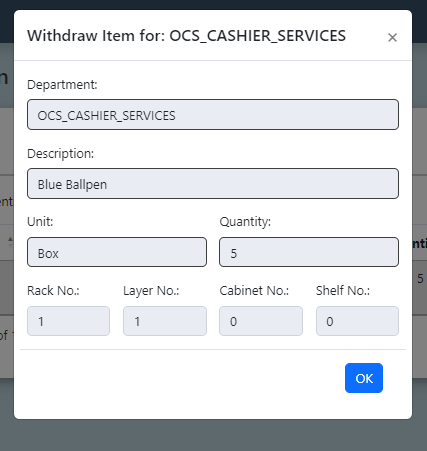 Withdraw Item for: OCS_CASHIER_SERVICES ×
Department:
OCS_CASHIER_SERVICES
Description:
Blue Ballpen
Unit: Quantity:
Box 5
Rack No.: Layer No.: Cabinet No.: Shelf No.:
1 1 0 0
OK
5